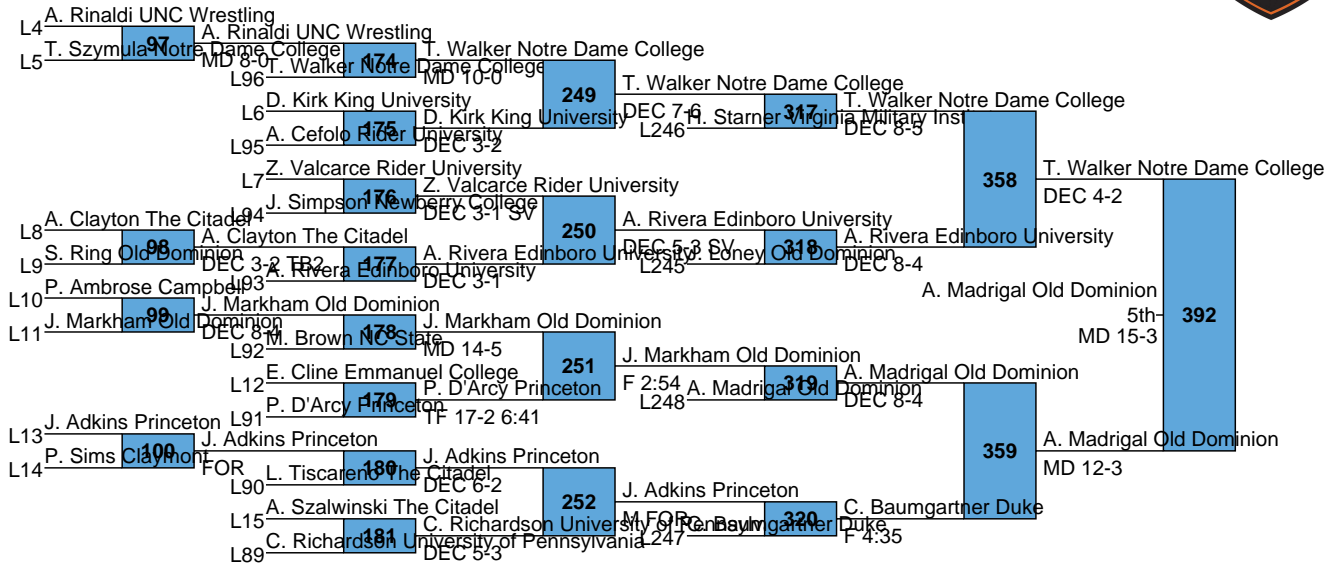 L4
A. Rinaldi UNC Wrestling
L5
T. Szymula Notre Dame College
97
A. Rinaldi UNC Wrestling
MD 8-0
L96
T. Walker Notre Dame College
174
T. Walker Notre Dame College
MD 10-0
L6
D. Kirk King University
L95
A. Cefolo Rider University
175
D. Kirk King University
DEC 3-2
249
T. Walker Notre Dame College
DEC 7-6
L246
H. Starner Virginia Military Inst
317
T. Walker Notre Dame College
DEC 8-5
L7
Z. Valcarce Rider University
L94
J. Simpson Newberry College
176
Z. Valcarce Rider University
DEC 3-1 SV
L8
A. Clayton The Citadel
L9
S. Ring Old Dominion
98
A. Clayton The Citadel
DEC 3-2 TB2
L93
A. Rivera Edinboro University
177
A. Rivera Edinboro University
DEC 3-1
250
A. Rivera Edinboro University
DEC 5-3 SV
L245
J. Loney Old Dominion
318
A. Rivera Edinboro University
DEC 8-4
358
T. Walker Notre Dame College
DEC 4-2
L10
P. Ambrose Campbell
L11
J. Markham Old Dominion
99
J. Markham Old Dominion
DEC 8-4
L92
M. Brown NC State
178
J. Markham Old Dominion
MD 14-5
L12
E. Cline Emmanuel College
L91
P. D'Arcy Princeton
179
P. D'Arcy Princeton
TF 17-2 6:41
251
J. Markham Old Dominion
F 2:54
L248
A. Madrigal Old Dominion
319
A. Madrigal Old Dominion
DEC 8-4
L13
J. Adkins Princeton
L14
P. Sims Claymont
100
J. Adkins Princeton
FOR
L90
L. Tiscareno The Citadel
180
J. Adkins Princeton
DEC 6-2
L15
A. Szalwinski The Citadel
L89
C. Richardson University of Pennsylvania
181
C. Richardson University of Pennsylvania
DEC 5-3
252
J. Adkins Princeton
M FOR
L247
C. Baumgartner Duke
320
C. Baumgartner Duke
F 4:35
359
A. Madrigal Old Dominion
MD 12-3
392
A. Madrigal Old Dominion
5th
MD 15-3